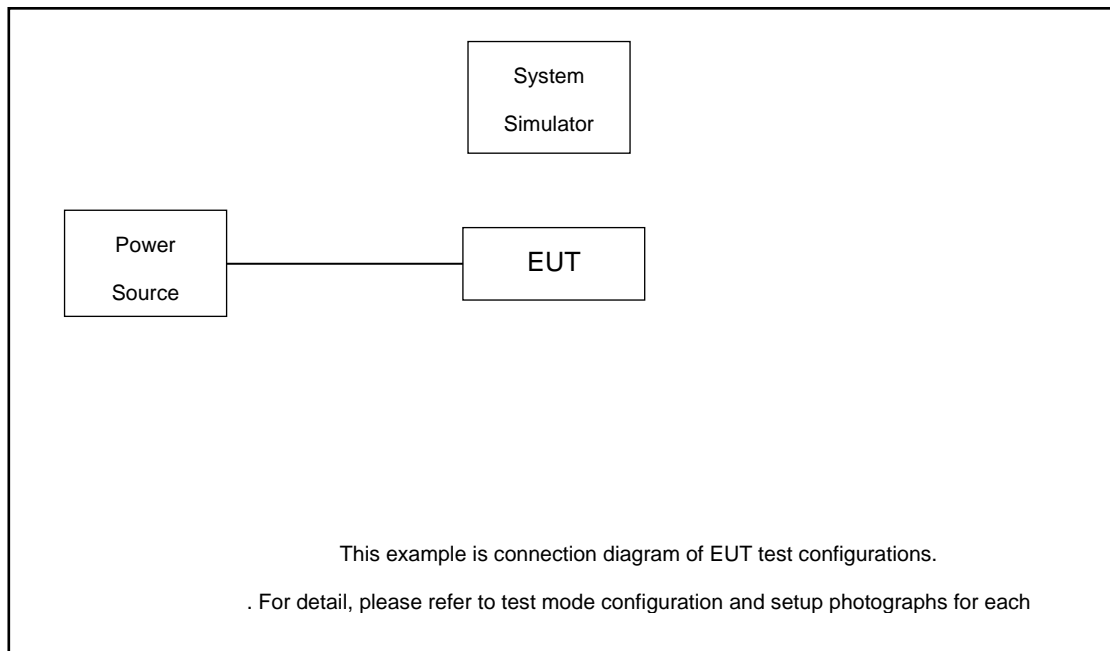 System
Simulator
Power
Source
EUT
This example is connection diagram of EUT test configurations.
. For detail, please refer to test mode configuration and setup photographs for each